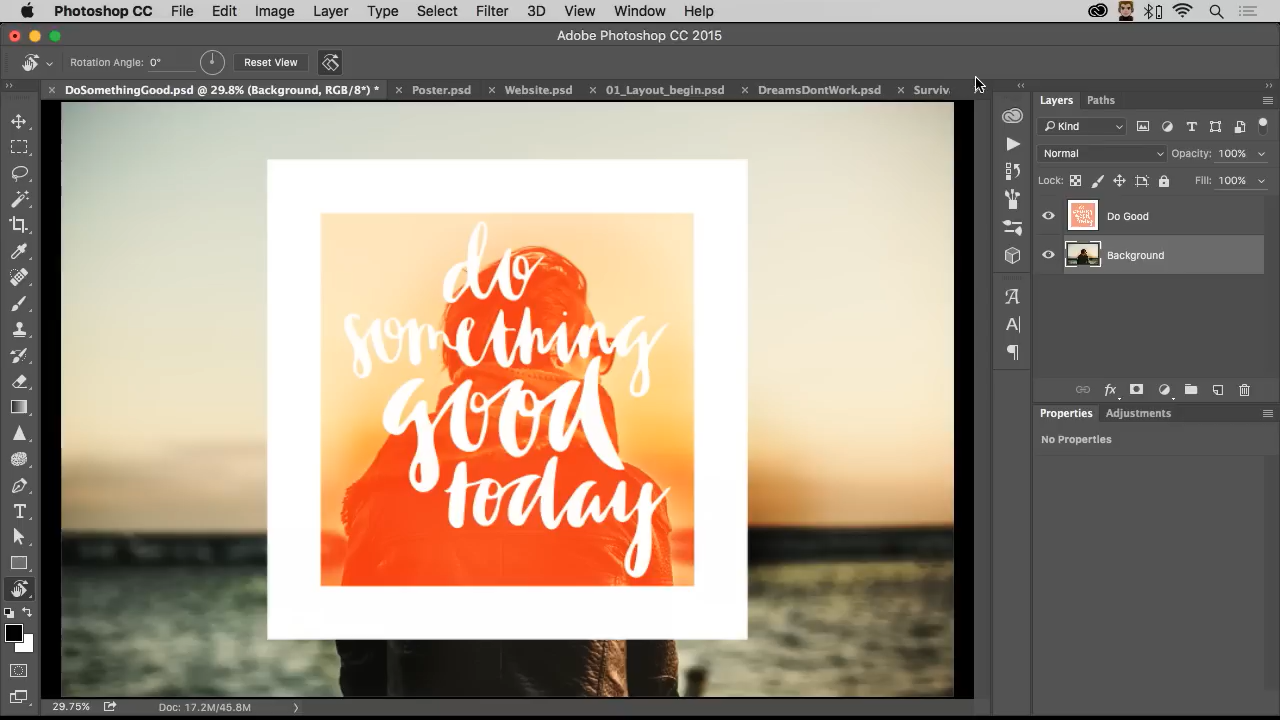 Photoshop CC File Edit Image Layer Type Select Filter 3D View Window Help
Adobe Photoshop CC 2015
Rotation Angle: 0° Reset View
DoSomethingGood.psd @ 29.8% (Background, RGB/8*) * Poster.psd Website.psd 01_Layout_begin.psd DreamsDontWork.psd Surviv
Layers Paths
Kind
Normal Opacity: 100%
Lock: Fill: 100%
Do Good
Background
do
something
good
today
Properties Adjustments
No Properties
29.75% Doc: 17.2M/45.8M